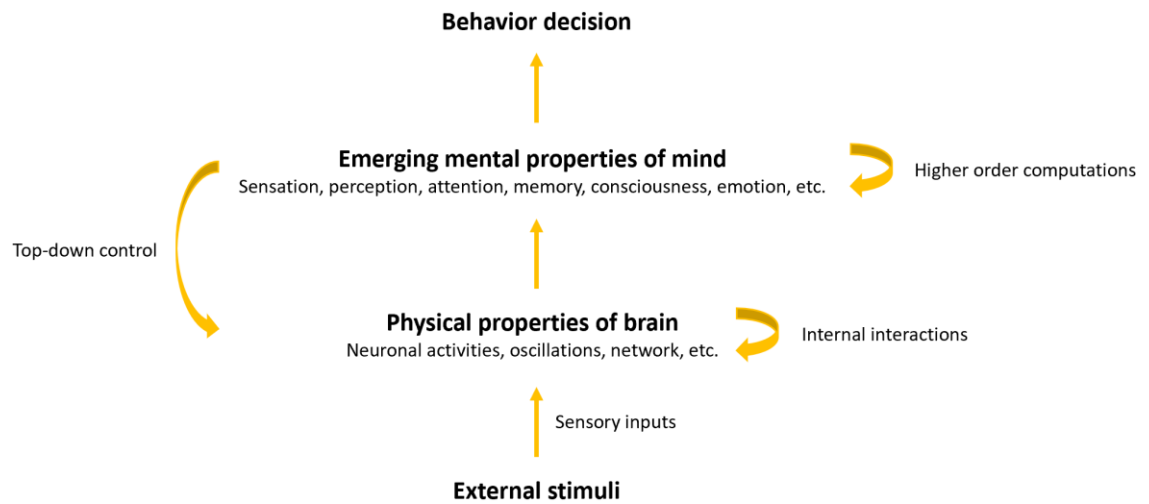 Behavior decision
Emerging mental properties of mind
Sensation, perception, attention, memory, consciousness, emotion, etc.
Higher order computations
Top-down control
Physical properties of brain
Neuronal activities, oscillations, network, etc.
Internal interactions
Sensory inputs
External stimuli